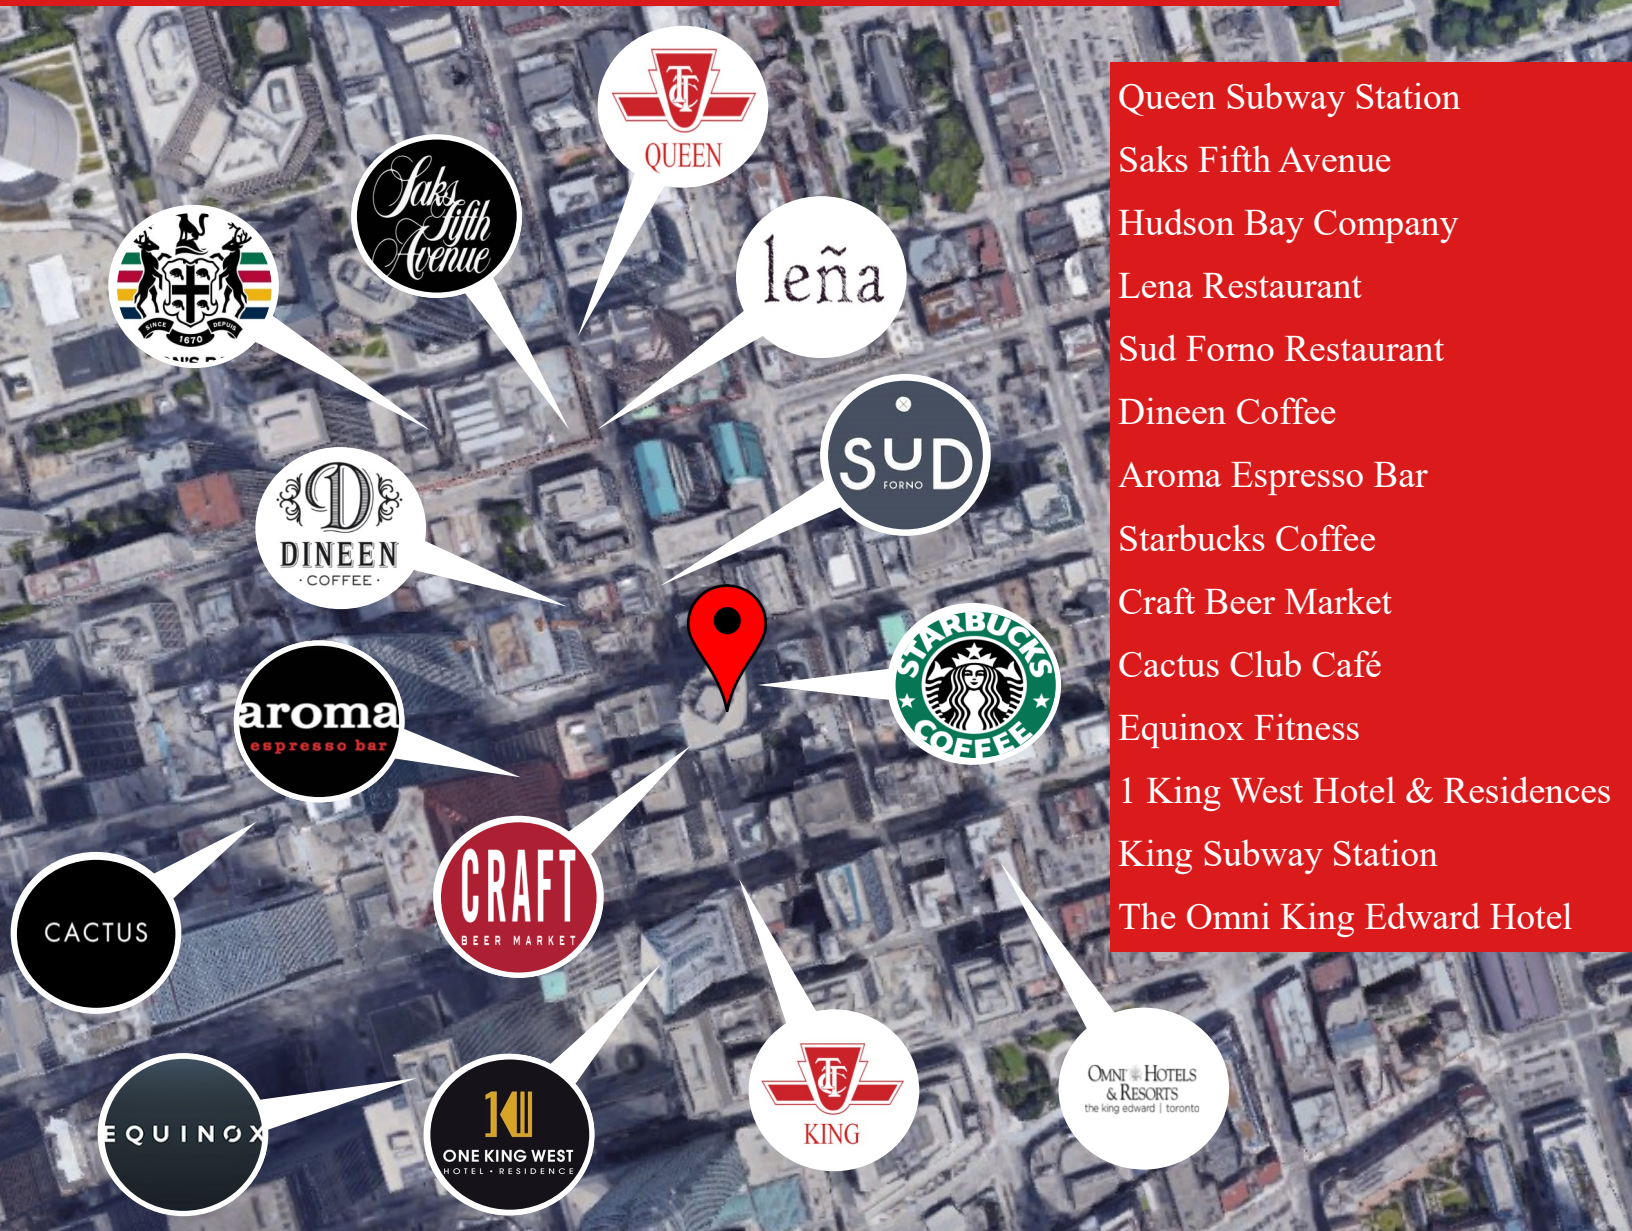 TTC
QUEEN
Saks
Fifth
Avenue
SINCE
DEPUIS
1670
leña
SUD
FORNO
D
DINEEN
· COFFEE ·
STARBUCKS
COFFEE
aroma
espresso bar
CRAFT
BEER MARKET
CACTUS
EQUINOX
1KW
ONE KING WEST
HOTEL • RESIDENCE
TTC
KING
OMNI HOTELS
& RESORTS
the king edward | toronto
Queen Subway Station
Saks Fifth Avenue
Hudson Bay Company
Lena Restaurant
Sud Forno Restaurant
Dineen Coffee
Aroma Espresso Bar
Starbucks Coffee
Craft Beer Market
Cactus Club Café
Equinox Fitness
1 King West Hotel & Residences
King Subway Station
The Omni King Edward Hotel